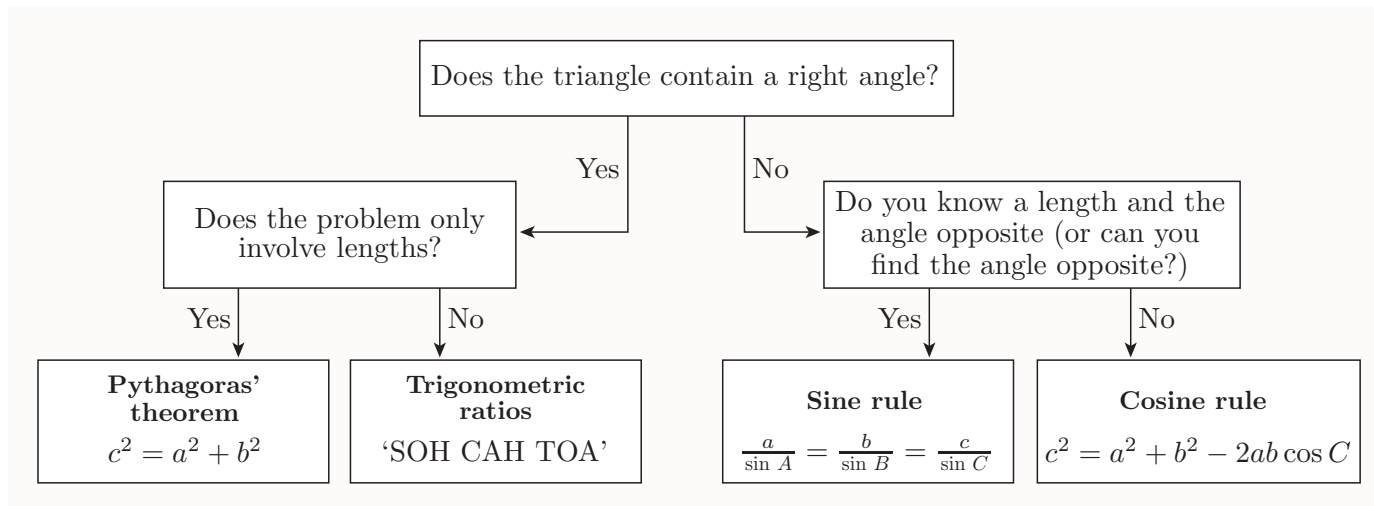 Does the triangle contain a right angle?
Yes
No
Does the problem only
involve lengths?
Do you know a length and the
angle opposite (or can you
find the angle opposite?)
Yes
No
Yes
No
Pythagoras’
theorem
c² = a² + b²
Trigonometric
ratios
‘SOH CAH TOA’
Sine rule
a/sin A = b/sin B = c/sin C
Cosine rule
c² = a² + b² − 2ab cos C